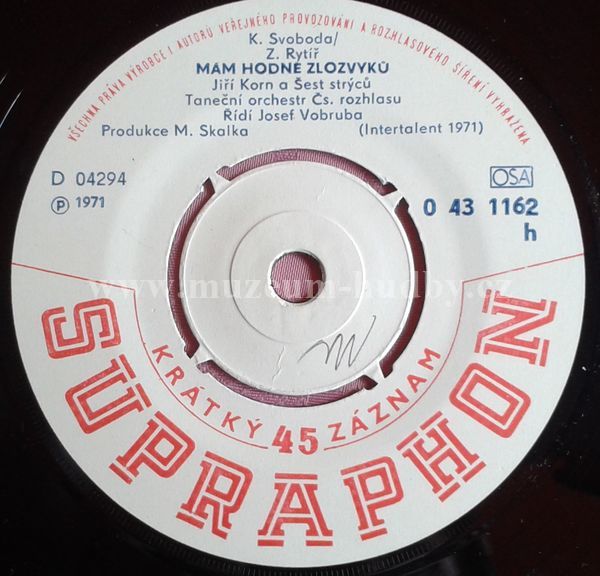 VŠECHNA PRÁVA VÝROBCE I AUTORŮ VEŘEJNÉHO PROVOZOVÁNÍ A ROZHLASOVÉHO ŠÍŘENÍ VYHRAŽENA
K. Svoboda/
Z. Rytíř
MÁM HODNĚ ZLOZVYKŮ
Jiří Korn a Šest strýců
Taneční orchestr Čs. rozhlasu
Řídí Josef Vobruba
Produkce M. Skalka (Intertalent 1971)
D 04294
OSA
Ⓟ 1971
0 43 1162
h
www.muzeum-hudby.cz
KRÁTKÝ 45 ZÁZNAM
SUPRAPHON